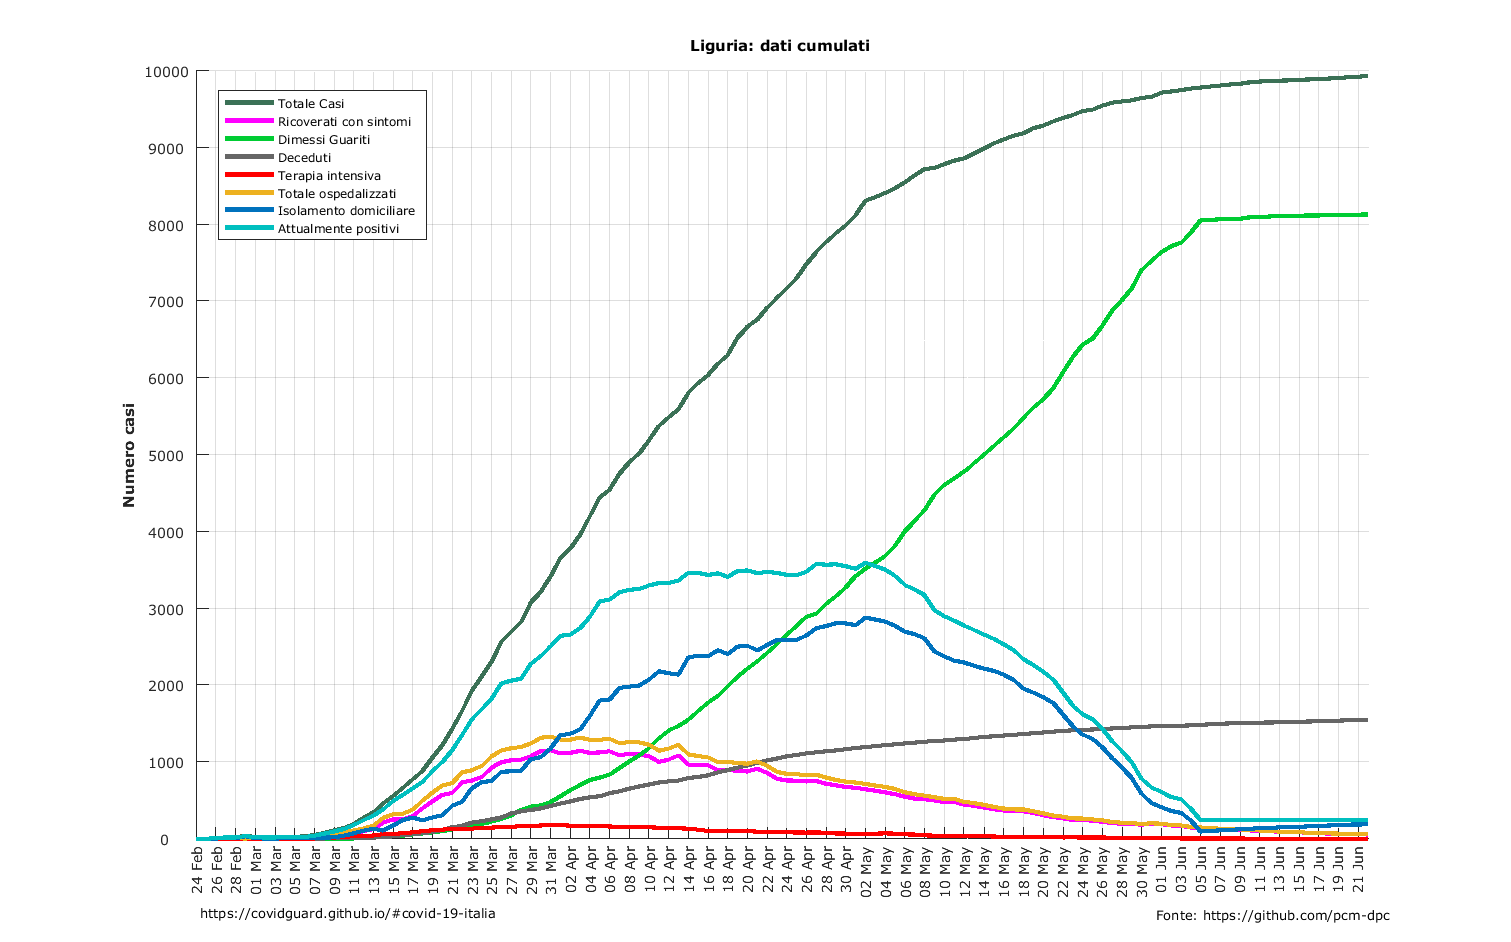 Liguria: dati cumulati
10000
9000
8000
7000
6000
5000
4000
3000
2000
1000
0
Numero casi
Totale Casi
Ricoverati con sintomi
Dimessi Guariti
Deceduti
Terapia intensiva
Totale ospedalizzati
Isolamento domiciliare
Attualmente positivi
24 Feb
26 Feb
28 Feb
01 Mar
03 Mar
05 Mar
07 Mar
09 Mar
11 Mar
13 Mar
15 Mar
17 Mar
19 Mar
21 Mar
23 Mar
25 Mar
27 Mar
29 Mar
31 Mar
02 Apr
04 Apr
06 Apr
08 Apr
10 Apr
12 Apr
14 Apr
16 Apr
18 Apr
20 Apr
22 Apr
24 Apr
26 Apr
28 Apr
30 Apr
02 May
04 May
06 May
08 May
10 May
12 May
14 May
16 May
18 May
20 May
22 May
24 May
26 May
28 May
30 May
01 Jun
03 Jun
05 Jun
07 Jun
09 Jun
11 Jun
13 Jun
15 Jun
17 Jun
19 Jun
21 Jun
https://covidguard.github.io/#covid-19-italia
Fonte: https://github.com/pcm-dpc